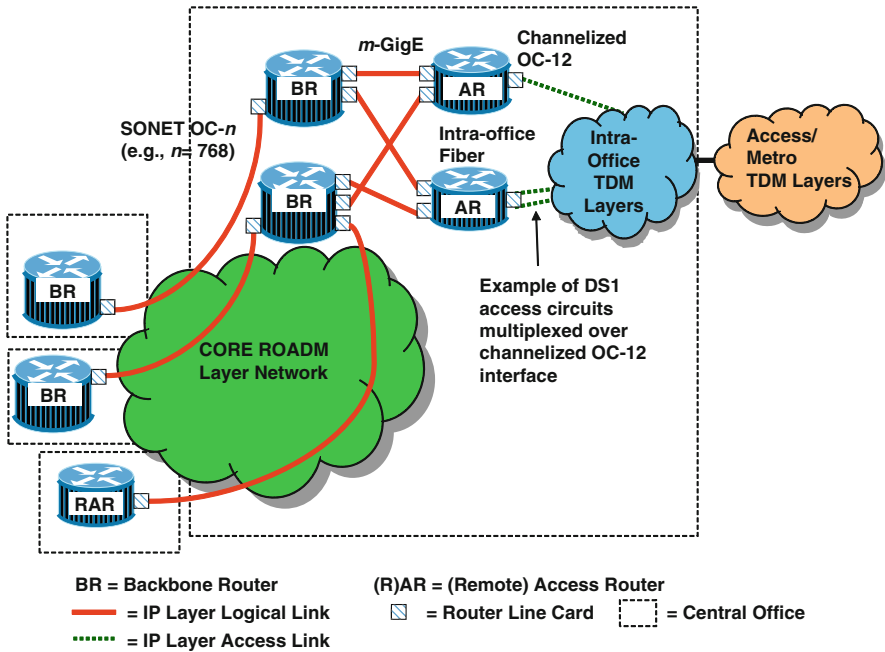 m-GigE
Channelized
OC-12
BR
AR
SONET OC-n
(e.g., n= 768)
Intra-office
Fiber
Intra-
Office
TDM
Layers
Access/
Metro
TDM Layers
BR
AR
BR
Example of DS1
access circuits
multiplexed over
channelized OC-12
interface
CORE ROADM
Layer Network
BR
RAR
BR = Backbone Router
(R)AR = (Remote) Access Router
= IP Layer Logical Link
= Router Line Card
= Central Office
= IP Layer Access Link